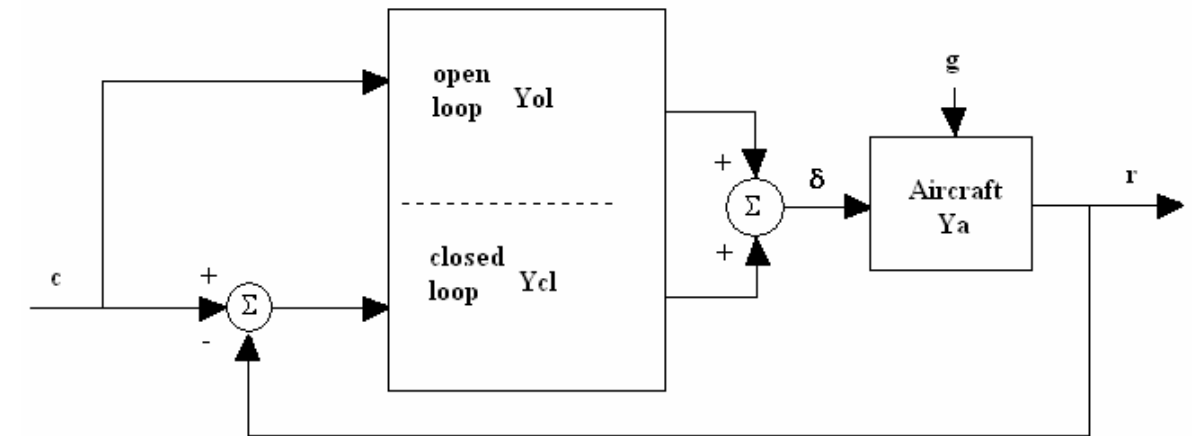 open
loop Yol
closed
loop Ycl
c
+
Σ
-
+
Σ
+
δ
g
Aircraft
Ya
r